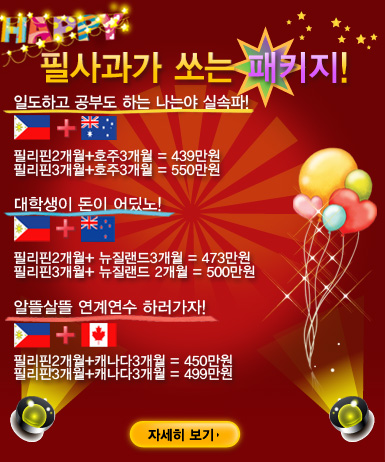 HAPPY
필사과가 쏘는 패키지!
일도하고 공부도 하는 나는야 실속파!
필리핀2개월+호주3개월 = 439만원
필리핀3개월+호주3개월 = 550만원
대학생이 돈이 어딨노!
필리핀2개월+ 뉴질랜드3개월 = 473만원
필리핀3개월+ 뉴질랜드 2개월 = 500만원
알뜰살뜰 연계연수 하러가자!
필리핀2개월+캐나다3개월 = 450만원
필리핀3개월+캐나다3개월 = 499만원
자세히 보기